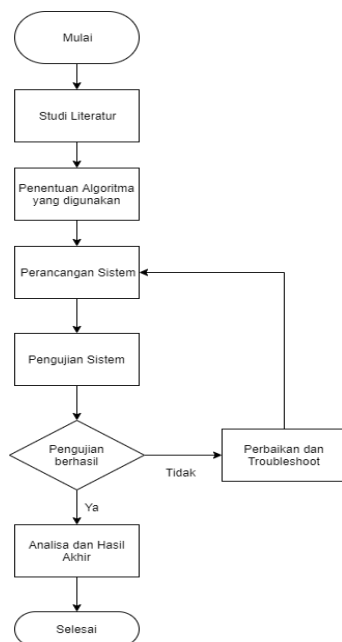 Mulai
Studi Literatur
Penentuan Algoritma
yang digunakan
Perancangan Sistem
Pengujian Sistem
Pengujian
berhasil
Tidak
Perbaikan dan
Troubleshoot
Ya
Analisa dan Hasil
Akhir
Selesai